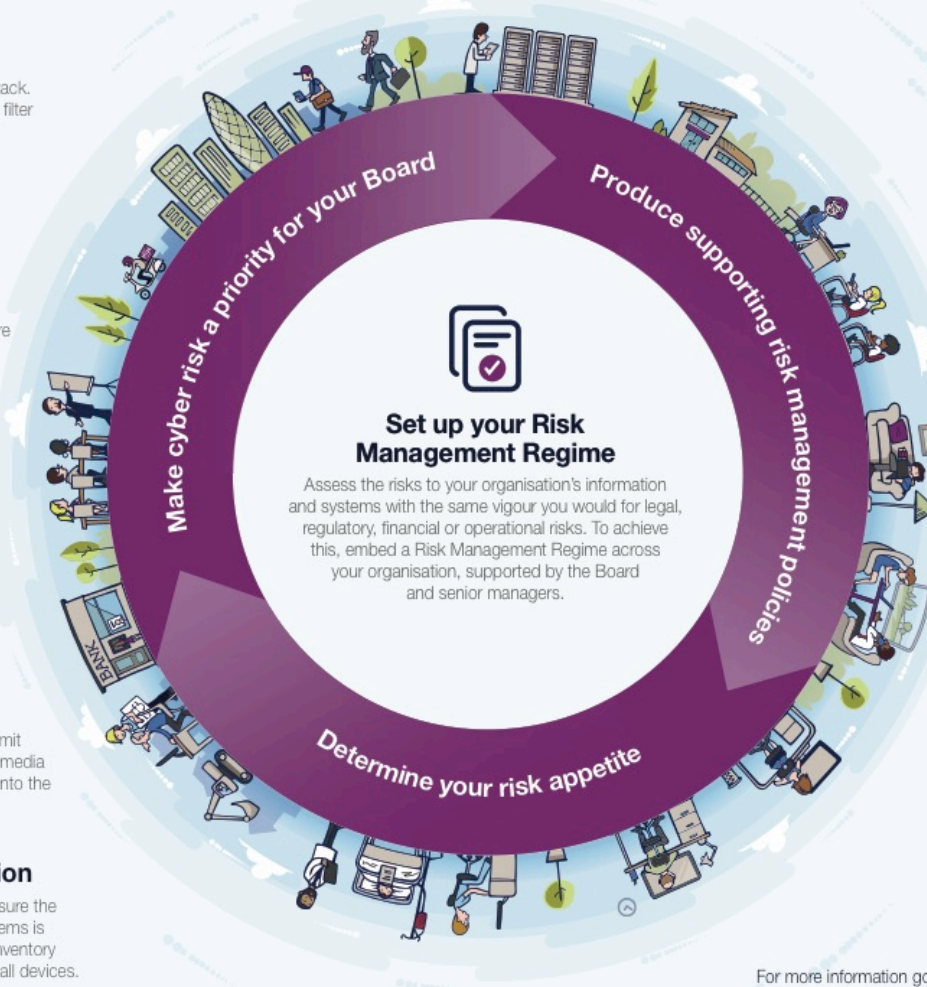 ack.
filter
re
mit
media
nto the
ion
sure the
ems is
nventory
all devices.
Make cyber risk a priority for your Board
Produce supporting risk management policies
Determine your risk appetite
Set up your Risk
Management Regime
Assess the risks to your organisation's information
and systems with the same vigour you would for legal,
regulatory, financial or operational risks. To achieve
this, embed a Risk Management Regime across
your organisation, supported by the Board
and senior managers.
BANK
For more information go